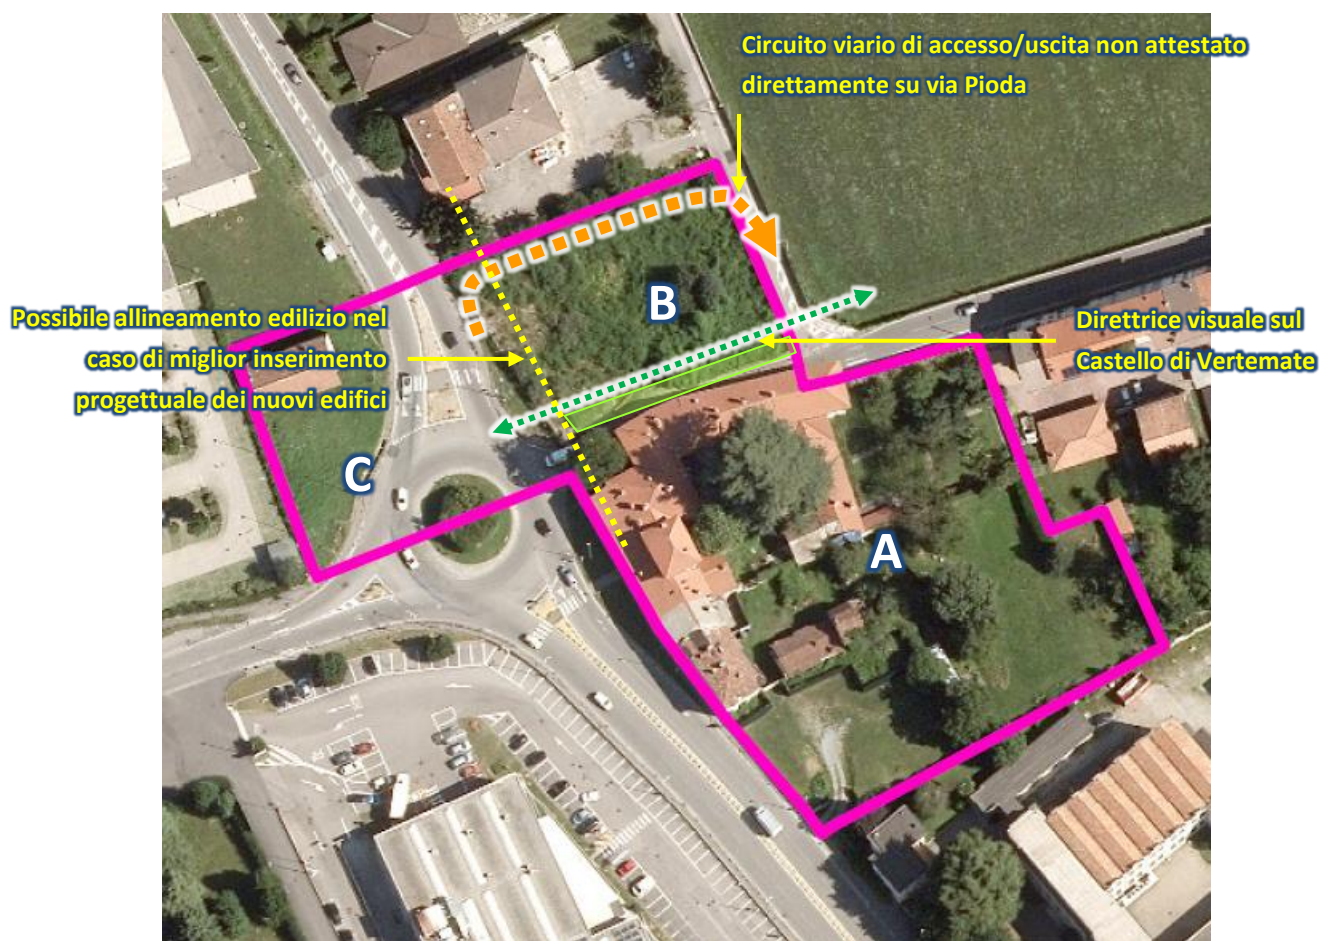 Circuito viario di accesso/uscita non attestato
direttamente su via Pioda
B
Possibile allineamento edilizio nel
caso di miglior inserimento
progettuale dei nuovi edifici
Direttrice visuale sul
Castello di Vertemate
C
A